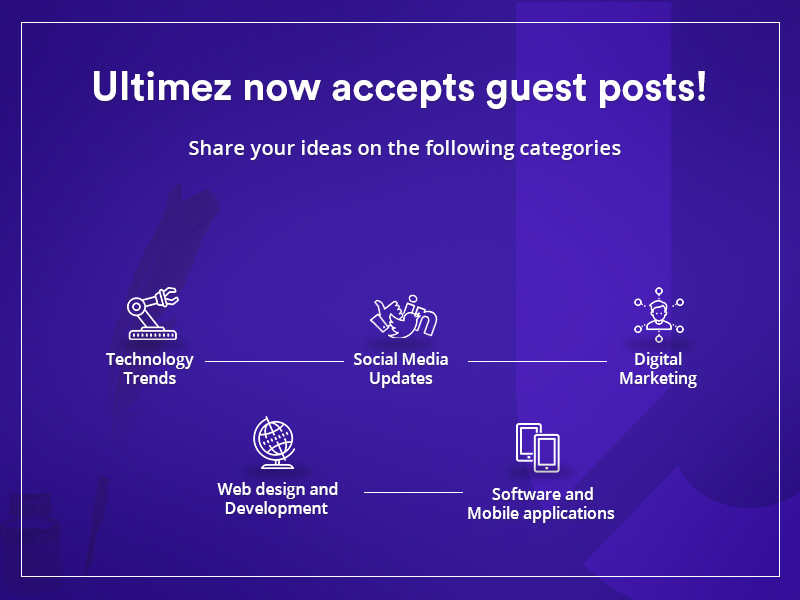 Ultimez now accepts guest posts!
Share your ideas on the following categories
Technology
Trends
Social Media
Updates
Digital
Marketing
Web design and
Development
Software and
Mobile applications